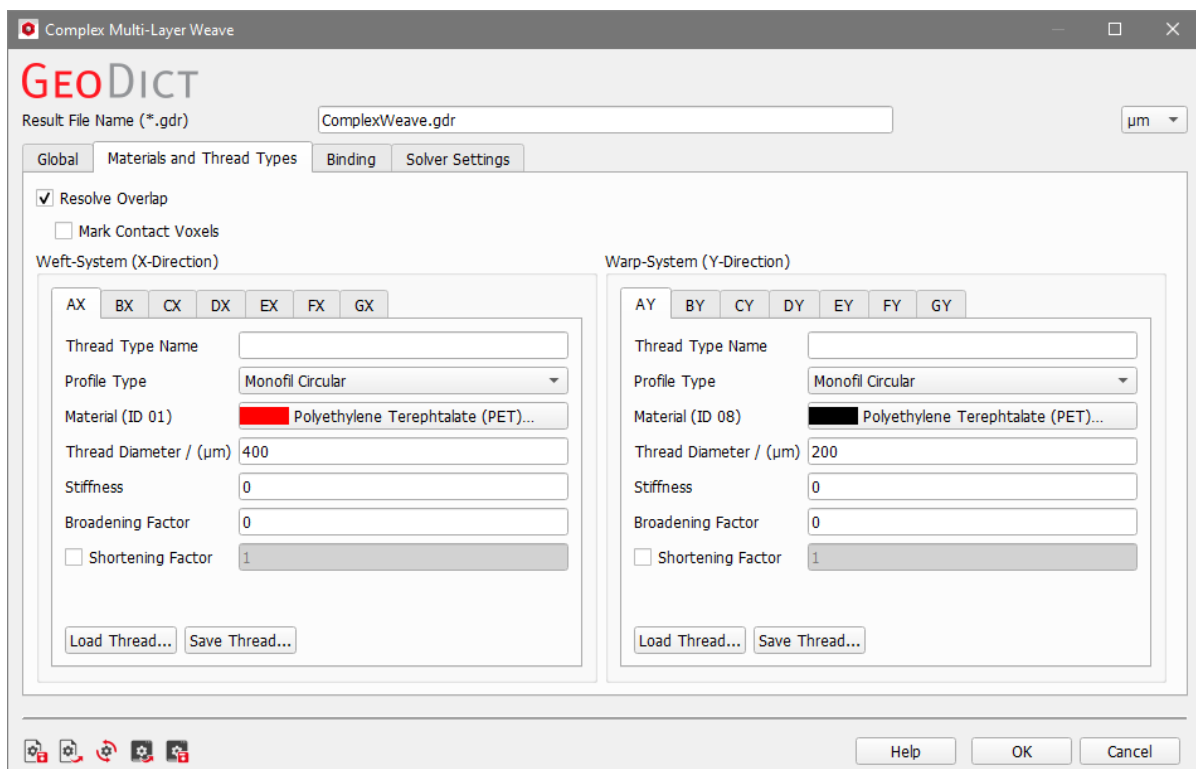 Complex Multi-Layer Weave
GEODICT
Result File Name (*.gdr) ComplexWeave.gdr µm
Global Materials and Thread Types Binding Solver Settings
Resolve Overlap
Mark Contact Voxels
Weft-System (X-Direction) Warp-System (Y-Direction)
AX BX CX DX EX FX GX AY BY CY DY EY FY GY
Thread Type Name Thread Type Name
Profile Type Monofil Circular Profile Type Monofil Circular
Material (ID 01) Polyethylene Terephtalate (PET)... Material (ID 08) Polyethylene Terephtalate (PET)...
Thread Diameter / (µm) 400 Thread Diameter / (µm) 200
Stiffness 0 Stiffness 0
Broadening Factor 0 Broadening Factor 0
Shortening Factor 1 Shortening Factor 1
Load Thread... Save Thread... Load Thread... Save Thread...
Help OK Cancel